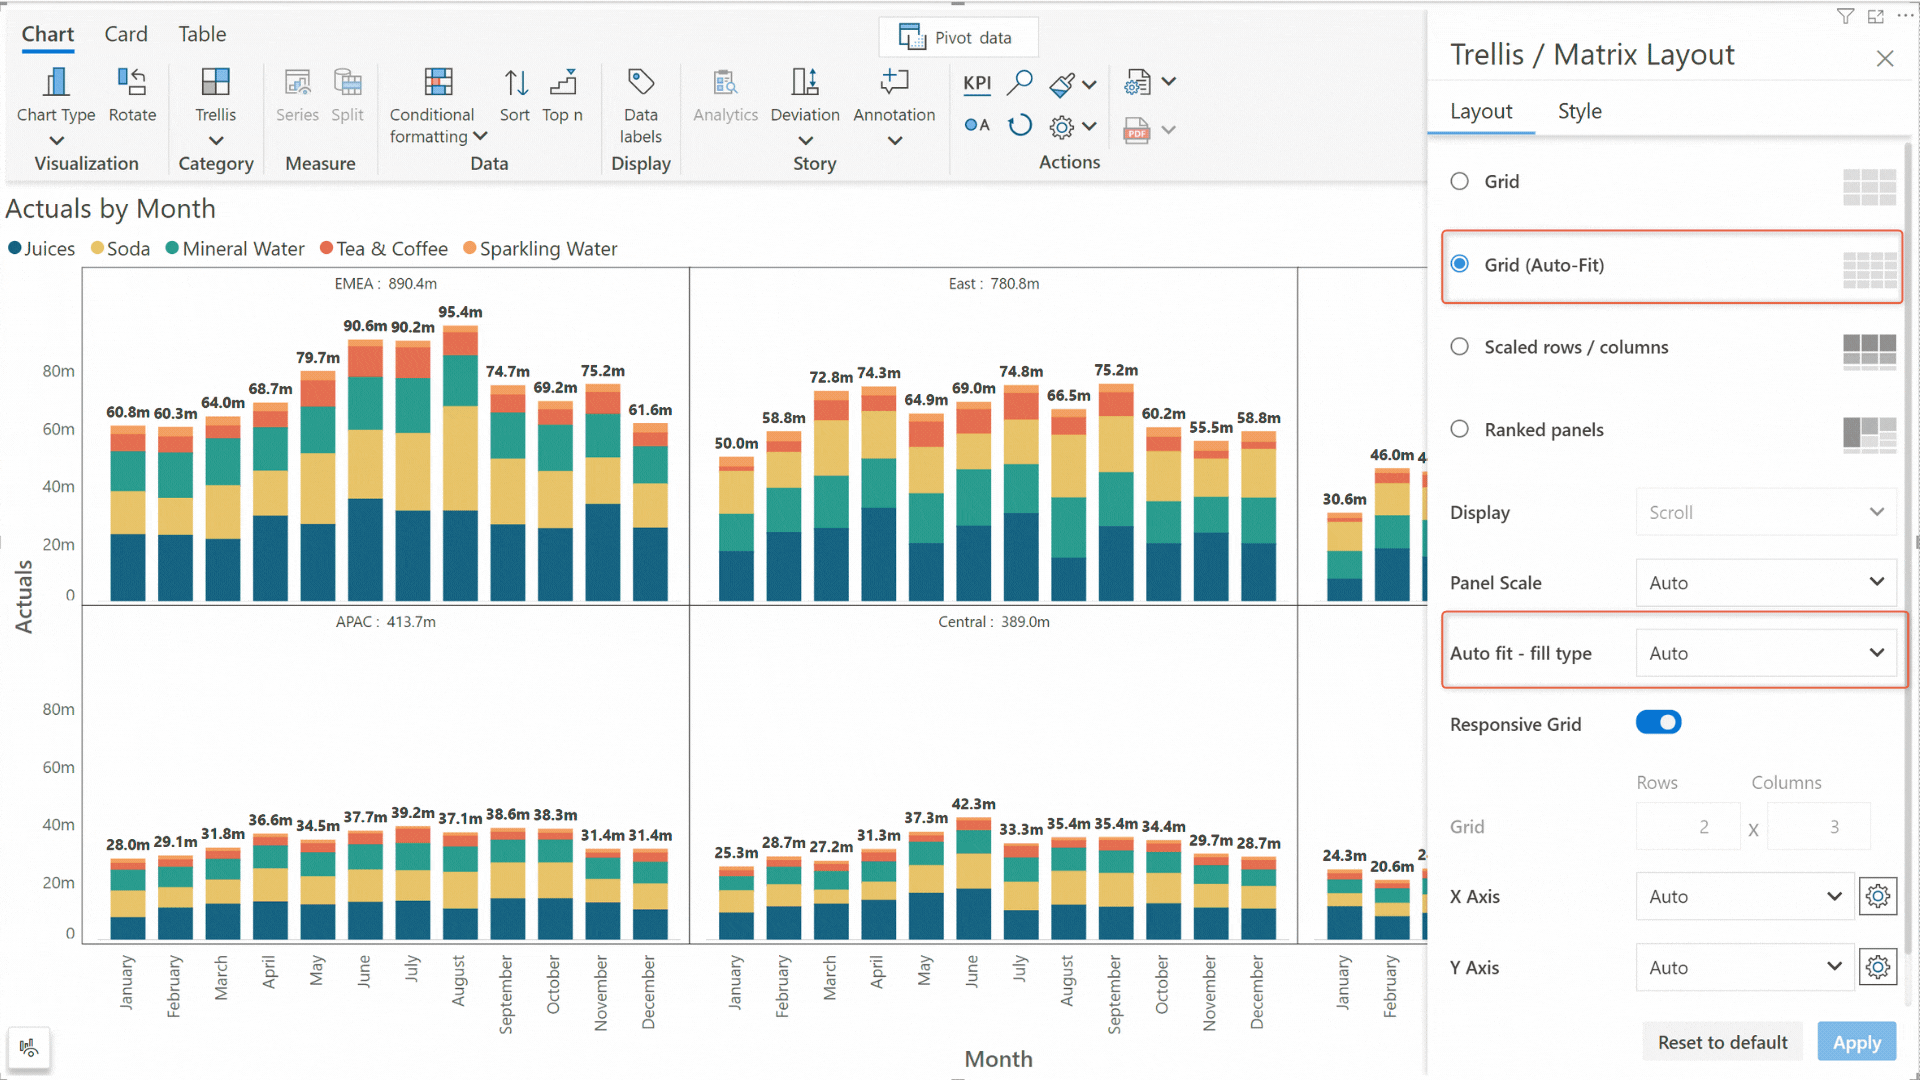 Chart Card Table
Pivot data
Chart Type Rotate Trellis Series Split Conditional formatting Sort Top n Data labels Analytics Deviation Annotation KPI A PDF
Visualization Category Measure Data Display Story Actions
Actuals by Month
Juices Soda Mineral Water Tea & Coffee Sparkling Water
EMEA : 890.4m
80m
60m
40m
20m
0
60.8m 60.3m 64.0m 68.7m 79.7m 90.6m 90.2m 95.4m 74.7m 69.2m 75.2m 61.6m
East : 780.8m
50.0m 58.8m 72.8m 74.3m 64.9m 69.0m 74.8m 66.5m 75.2m 60.2m 55.5m 58.8m
30.6m 46.0m 4
APAC : 413.7m
80m
60m
40m
20m
0
28.0m 29.1m 31.8m 36.6m 34.5m 37.7m 39.2m 37.1m 38.6m 38.3m 31.4m 31.4m
Central : 389.0m
25.3m 28.7m 27.2m 31.3m 37.3m 42.3m 33.3m 35.4m 35.4m 34.4m 29.7m 28.7m
24.3m 20.6m 2
Actuals
January February March April May June July August September October November December
January February March April May June July August September October November December
January February
Month
Trellis / Matrix Layout
Layout Style
Grid
Grid (Auto-Fit)
Scaled rows / columns
Ranked panels
Display Scroll
Panel Scale Auto
Auto fit - fill type Auto
Responsive Grid
Rows Columns
Grid 2 x 3
X Axis Auto
Y Axis Auto
Reset to default Apply